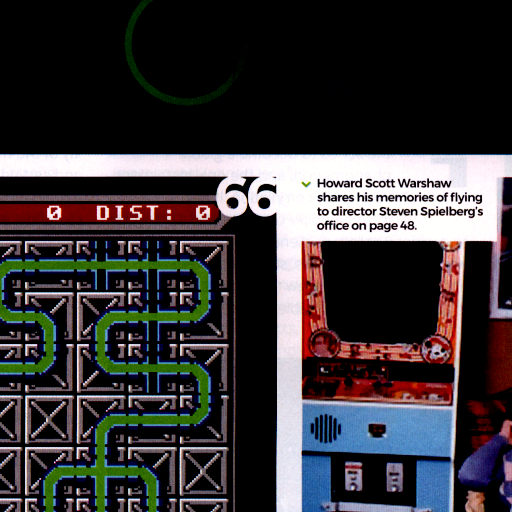 66
Howard Scott Warshaw
shares his memories of flying
to director Steven Spielberg's
office on page 48.
0 DIST: 0